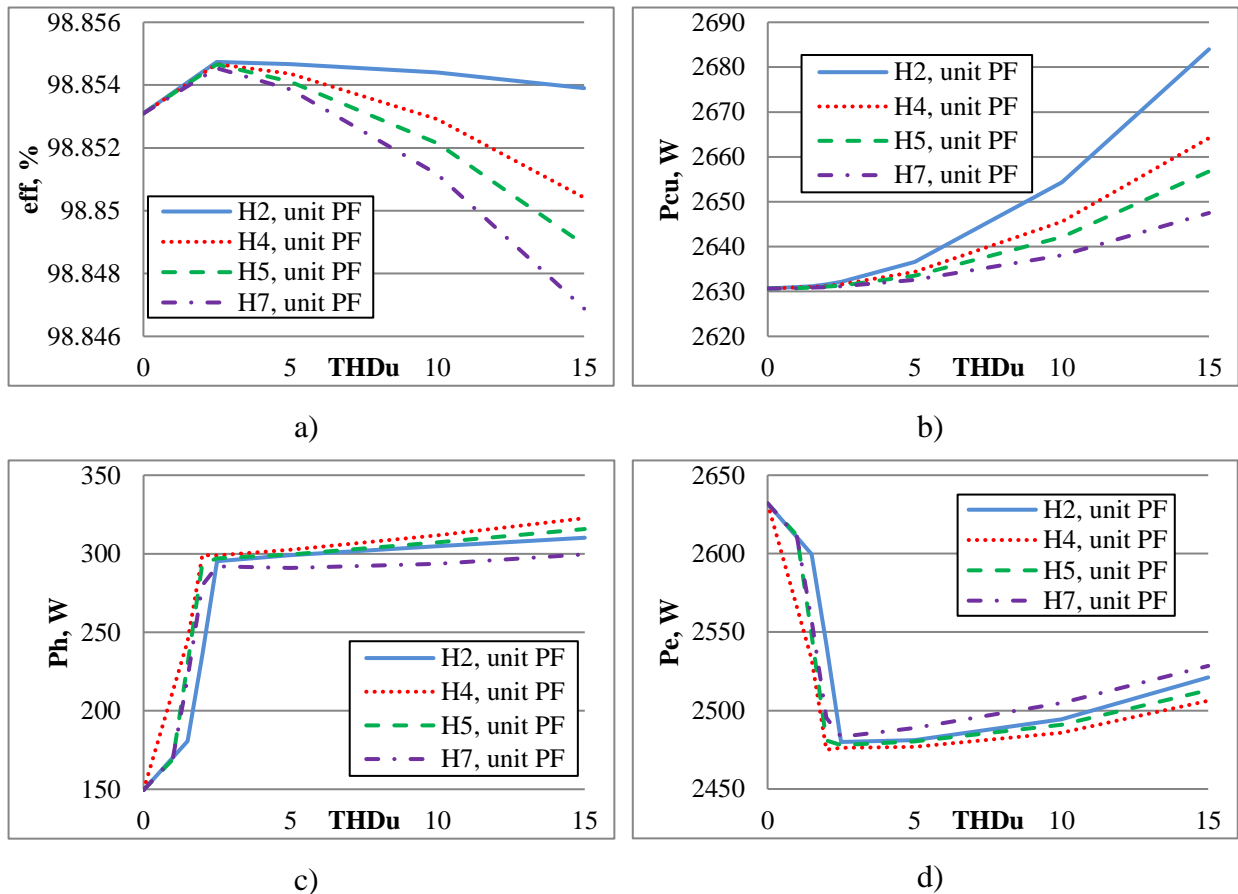 98.856
98.854
98.852
98.85
98.848
98.846
eff, %
H2, unit PF
H4, unit PF
H5, unit PF
H7, unit PF
0
5
THDu
10
15
a)
2690
2680
2670
2660
2650
2640
2630
2620
Pcu, W
H2, unit PF
H4, unit PF
H5, unit PF
H7, unit PF
0
5
THDu
10
15
b)
350
300
250
200
150
Ph, W
H2, unit PF
H4, unit PF
H5, unit PF
H7, unit PF
0
5
THDu
10
15
c)
2650
2600
2550
2500
2450
Pe, W
H2, unit PF
H4, unit PF
H5, unit PF
H7, unit PF
0
5
THDu
10
15
d)